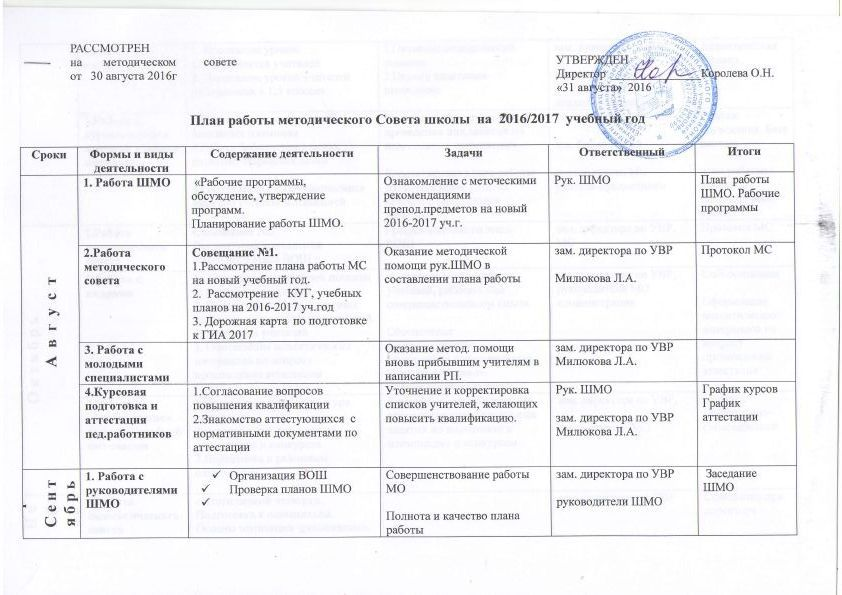 РАССМОТРЕН
на методическом совете
от 30 августа 2016г
УТВЕРЖДЕН
Директор Королева О.Н.
«31 августа» 2016
План работы методического Совета школы на 2016/2017 учебный год
Сроки Формы и виды деятельности Содержание деятельности Задачи Ответственный Итоги
Август
1. Работа ШМО
«Рабочие программы,
обсуждение, утверждение
программ.
Планирование работы ШМО.
Ознакомление с меточескими
рекомендациями
препод.предметов на новый
2016-2017 уч.г.
Рук. ШМО
План работы
ШМО. Рабочие
программы
2.Работа
методического
совета
Совещание №1.
1.Рассмотрение плана работы МС
на новый учебный год.
2. Рассмотрение КУГ, учебных
планов на 2016-2017 уч.год
3. Дорожная карта по подготовке
к ГИА 2017
Оказание методической
помощи рук.ШМО в
составлении плана работы
зам. директора по УВР
Милюкова Л.А.
Протокол МС
3. Работа с
молодыми
специалистами
Оказание метод. помощи
вновь прибывшим учителям в
написании РП.
зам. директора по УВР
Милюкова Л.А.
4.Курсовая
подготовка и
аттестация
пед.работников
1.Согласование вопросов
повышения квалификации
2.Знакомство аттестующихся с
нормативными документами по
аттестации
Уточнение и корректировка
списков учителей, желающих
повысить квалификацию.
Рук. ШМО
зам. директора по УВР
Милюкова Л.А.
График курсов
График
аттестации
Сент
ябрь
1. Работа с
руководителями
ШМО
✓ Организация ВОШ
✓ Проверка планов ШМО
✓
Совершенствование работы
МО
Полнота и качество плана
работы
зам. директора по УВР
руководители ШМО
Заседание
ШМО